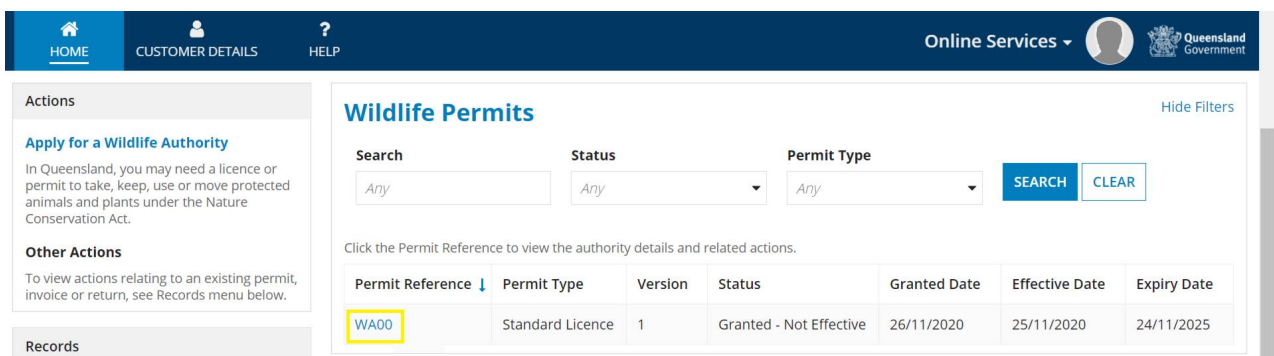 HOME
CUSTOMER DETAILS
?
HELP
Online Services
Queensland
Government
Actions
Apply for a Wildlife Authority
In Queensland, you may need a licence or
permit to take, keep, use or move protected
animals and plants under the Nature
Conservation Act.
Other Actions
To view actions relating to an existing permit,
invoice or return, see Records menu below.
Records
Wildlife Permits
Hide Filters
Search Status Permit Type
Any Any Any SEARCH CLEAR
Click the Permit Reference to view the authority details and related actions.
Permit Reference Permit Type Version Status Granted Date Effective Date Expiry Date
WA00 Standard Licence 1 Granted - Not Effective 26/11/2020 25/11/2020 24/11/2025